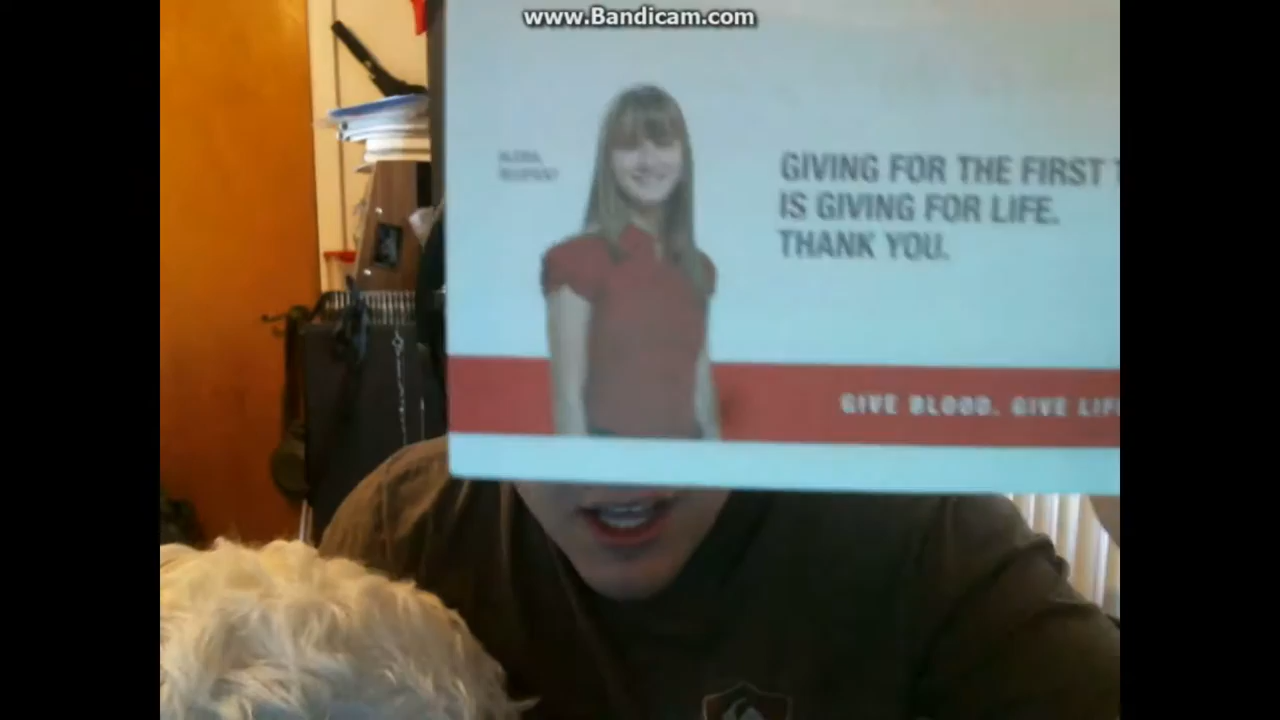 www.Bandicam.com
GIVING FOR THE FIRST
IS GIVING FOR LIFE.
THANK YOU.
GIVE BLOOD. GIVE